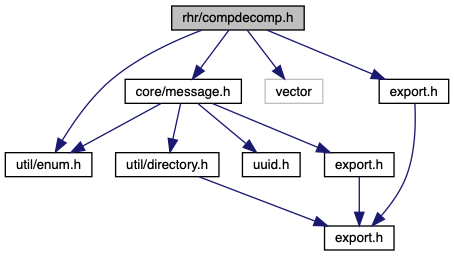 rhr/compdecomp.h
core/message.h
vector
export.h
util/enum.h
util/directory.h
uuid.h
export.h
export.h